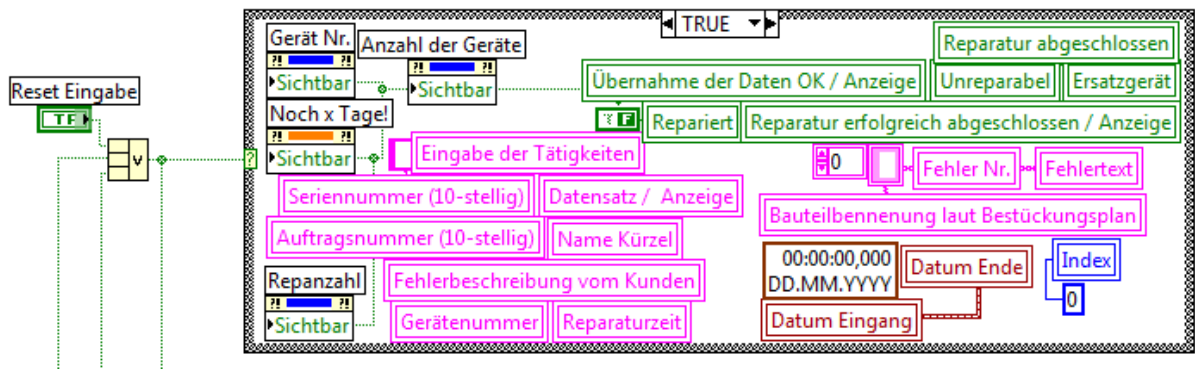 TRUE
Gerät Nr.
Anzahl der Geräte
Reparatur abgeschlossen
?! ?!
?! ?!
Sichtbar
Sichtbar
Übernahme der Daten OK / Anzeige
Unreparabel
Ersatzgerät
Reset Eingabe
TF
Noch x Tage!
T F
Repariert
Reparatur erfolgreich abgeschlossen / Anzeige
?! ?!
V
?
Sichtbar
Eingabe der Tätigkeiten
0
Fehler Nr.
Fehlertext
Seriennummer (10-stellig)
Datensatz /  Anzeige
Bauteilbennenung laut Bestückungsplan
Auftragsnummer (10-stellig)
Name Kürzel
00:00:00,000
DD.MM.YYYY
Datum Ende
Index
Repanzahl
Fehlerbeschreibung vom Kunden
0
?! ?!
Sichtbar
Gerätenummer
Reparaturzeit
Datum Eingang